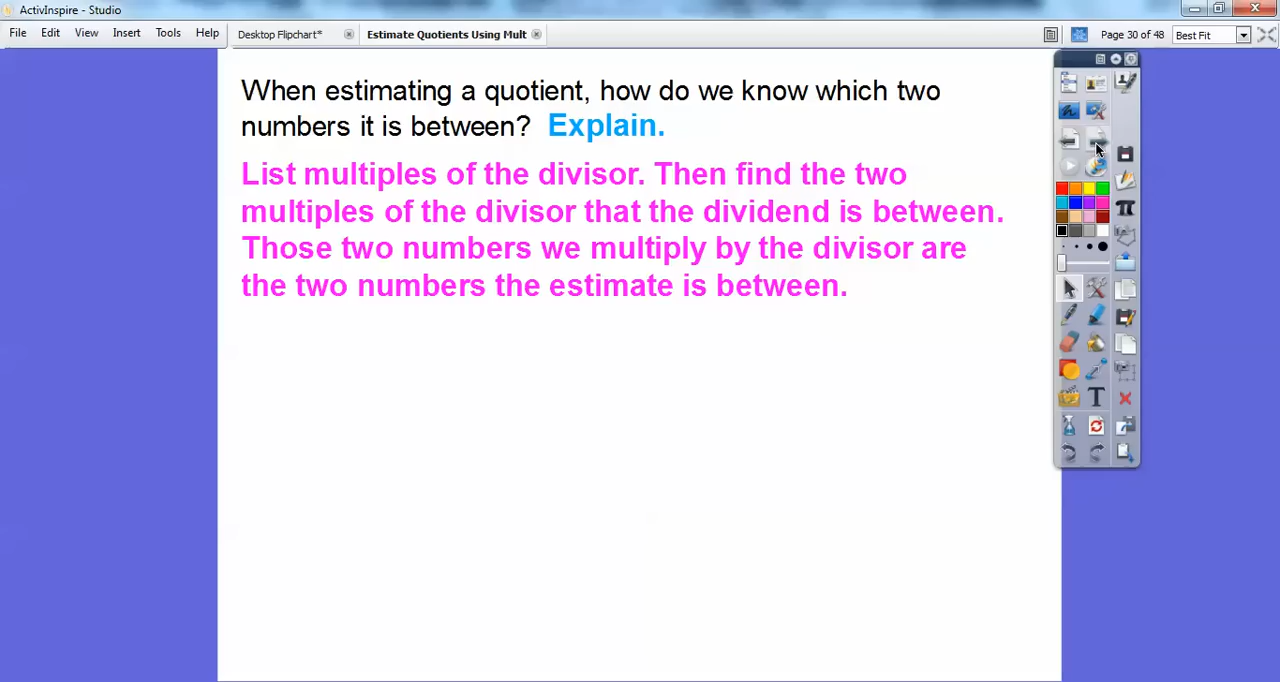 ActivInspire - Studio
File Edit View Insert Tools Help
Desktop Flipchart*
Estimate Quotients Using Mult
Page 30 of 48
Best Fit
When estimating a quotient, how do we know which two
numbers it is between? Explain.
List multiples of the divisor. Then find the two
multiples of the divisor that the dividend is between.
Those two numbers we multiply by the divisor are
the two numbers the estimate is between.